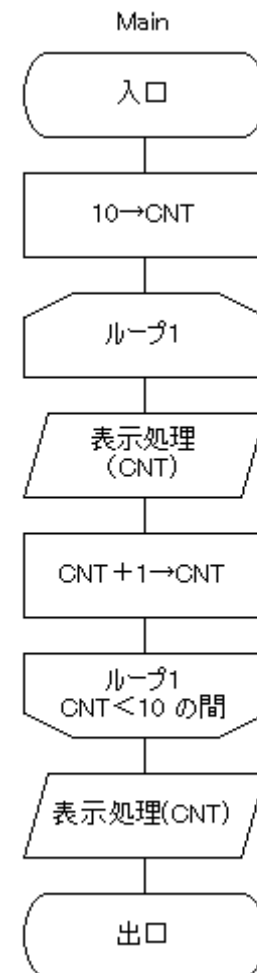 Main
入口
10→CNT
ループ1
表示処理
(CNT)
CNT+1→CNT
ループ1
CNT<10 の間
表示処理(CNT)
出口